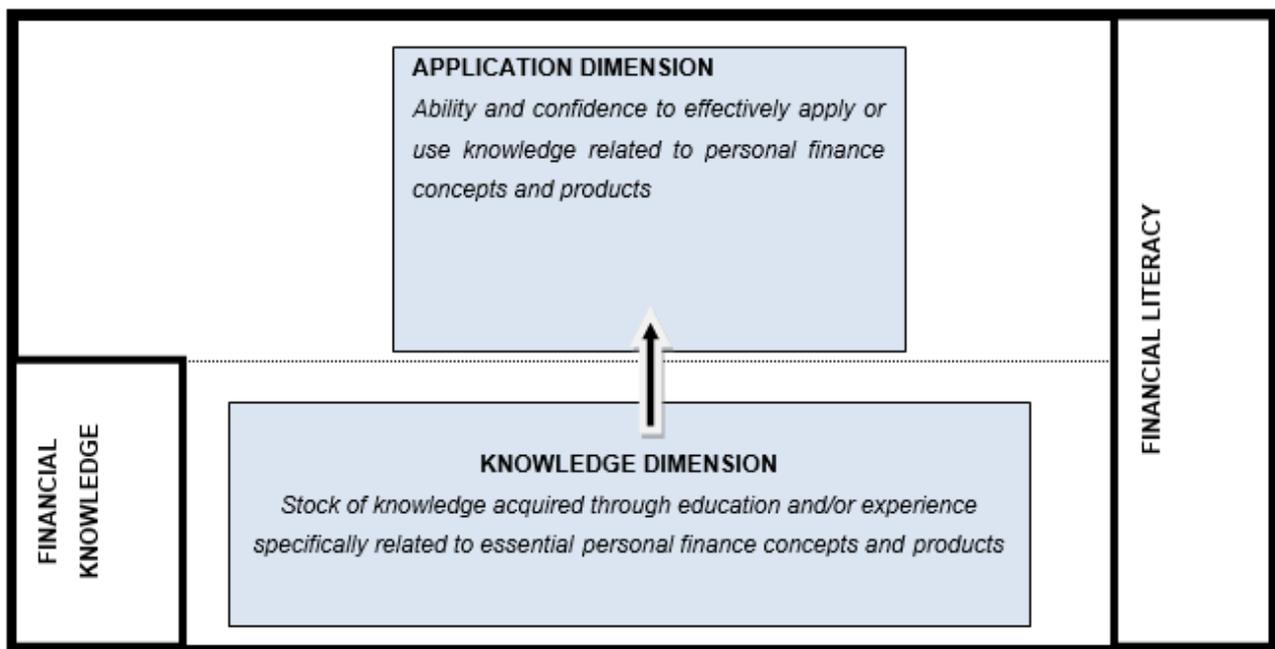 APPLICATION DIMENSION
Ability and confidence to effectively apply or
use knowledge related to personal finance
concepts and products
FINANCIAL LITERACY
FINANCIAL
KNOWLEDGE
KNOWLEDGE DIMENSION
Stock of knowledge acquired through education and/or experience
specifically related to essential personal finance concepts and products